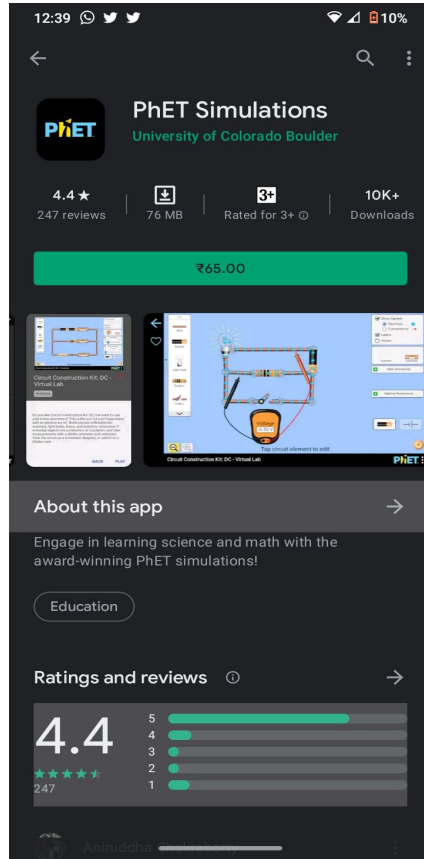 12:39
10%
PhET
PhET Simulations
University of Colorado Boulder
4.4★
247 reviews
76 MB
3+
Rated for 3+
10K+
Downloads
₹65.00
Circuit Construction Kit: DC -
Virtual Lab
BACK PLAY
Voltage
Tap circuit element to edit
Circuit Construction Kit: DC - Virtual Lab
PhET
About this app
Engage in learning science and math with the
award-winning PhET simulations!
Education
Ratings and reviews
4.4
247
5
4
3
2
1
Aniruddha Chakraborty